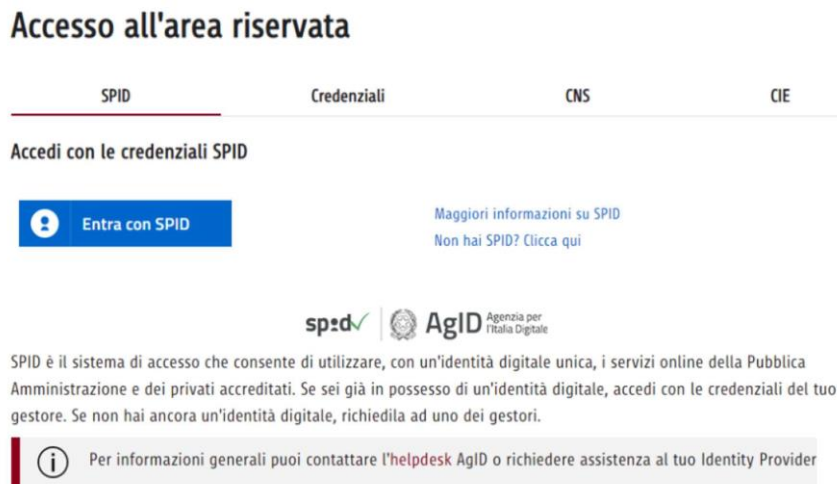 Accesso all'area riservata
SPID Credenziali CNS CIE
Accedi con le credenziali SPID
Entra con SPID
Maggiori informazioni su SPID
Non hai SPID? Clicca qui
sp:d AgID Agenzia per l'Italia Digitale
SPID è il sistema di accesso che consente di utilizzare, con un'identità digitale unica, i servizi online della Pubblica
Amministrazione e dei privati accreditati. Se sei già in possesso di un'identità digitale, accedi con le credenziali del tuo
gestore. Se non hai ancora un'identità digitale, richiedila ad uno dei gestori.
Per informazioni generali puoi contattare l'helpdesk AgID o richiedere assistenza al tuo Identity Provider